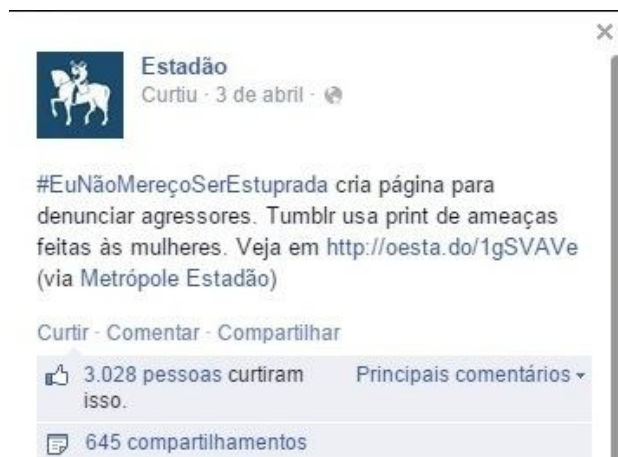 Estadão
Curtiu · 3 de abril ·
#EuNãoMereçoSerEstuprada cria página para
denunciar agressores. Tumblr usa print de ameaças
feitas às mulheres. Veja em http://oesta.do/1gSVAVe
(via Metrópole Estadão)
Curtir · Comentar · Compartilhar
3.028 pessoas curtiram Principais comentários
isso.
645 compartilhamentos